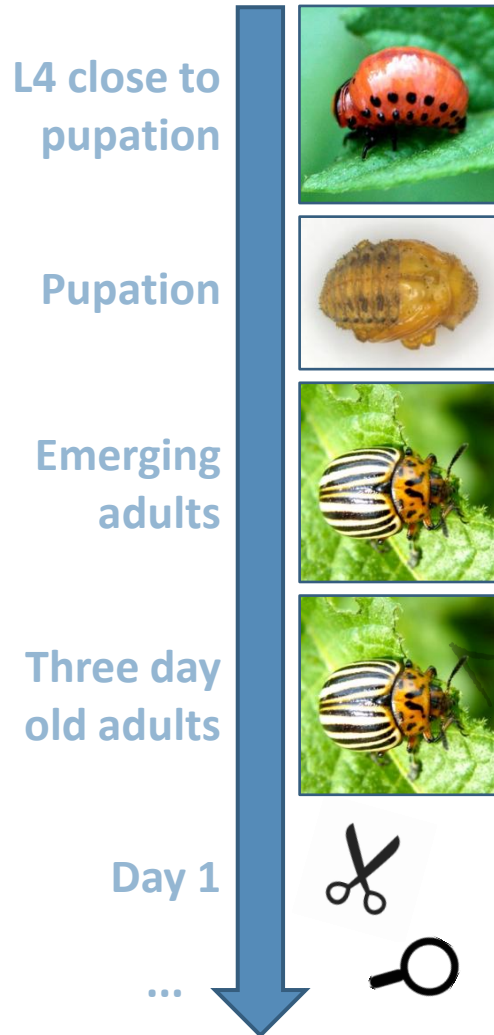 L4 close to
pupation
Pupation
Emerging
adults
Three day
old adults
Day 1
...